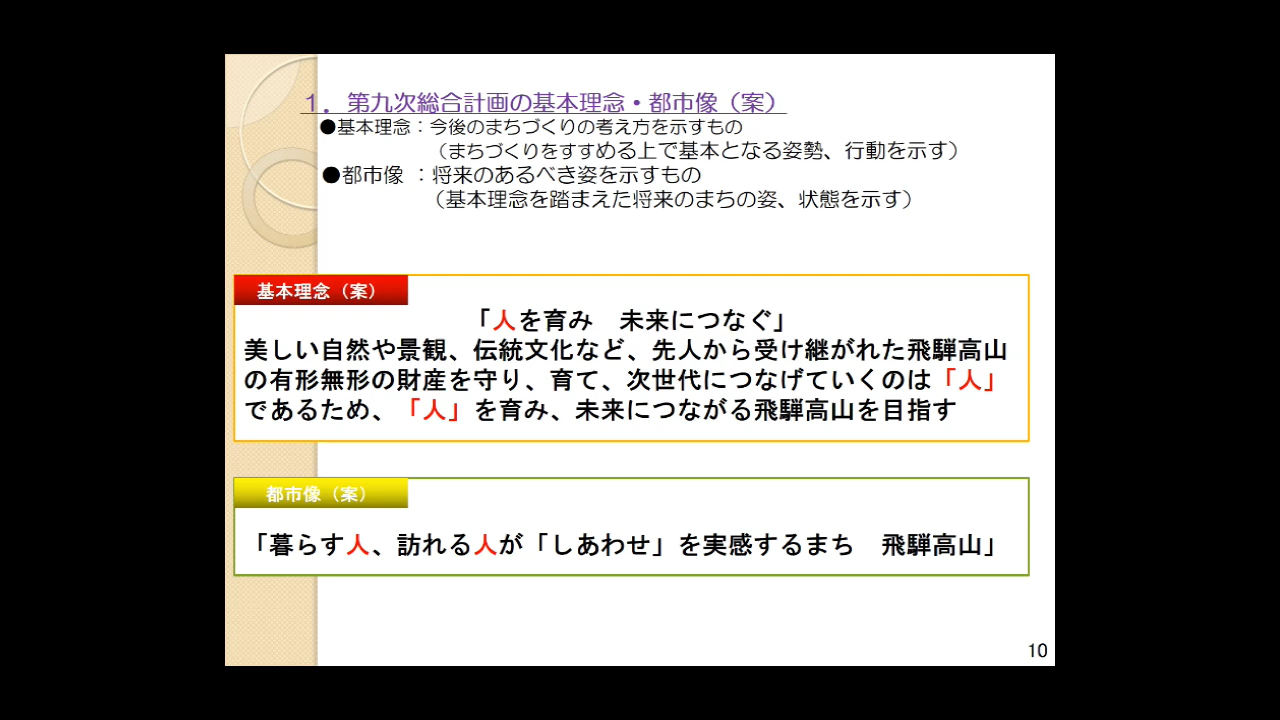 １．第九次総合計画の基本理念・都市像（案）
●基本理念：今後のまちづくりの考え方を示すもの
（まちづくりをすすめる上で基本となる姿勢、行動を示す）
●都市像 ：将来のあるべき姿を示すもの
（基本理念を踏まえた将来のまちの姿、状態を示す）
基本理念（案）
「人を育み　未来につなぐ」
美しい自然や景観、伝統文化など、先人から受け継がれた飛騨高山
の有形無形の財産を守り、育て、次世代につなげていくのは「人」
であるため、「人」を育み、未来につながる飛騨高山を目指す
都市像（案）
「暮らす人、訪れる人が「しあわせ」を実感するまち　飛騨高山」
10